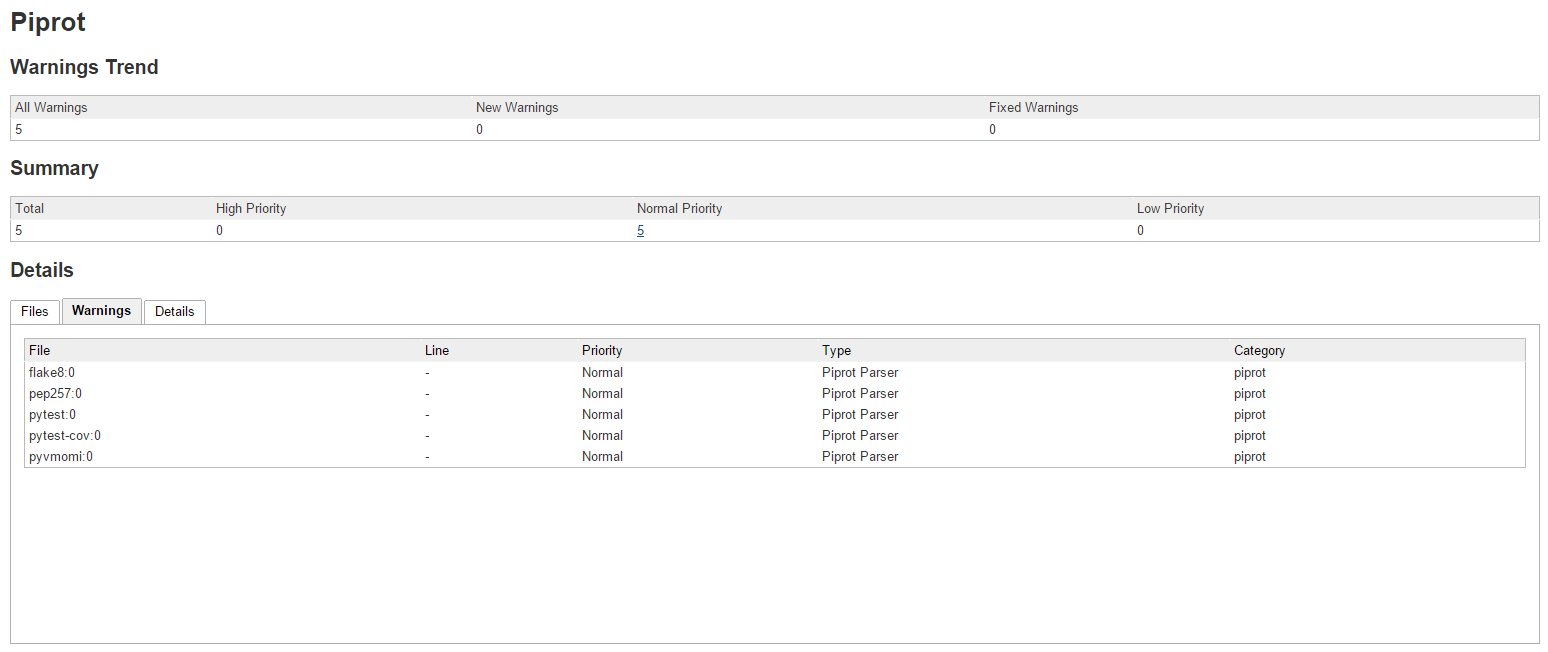 Piprot
Warnings Trend
All Warnings New Warnings Fixed Warnings
5 0 0
Summary
Total High Priority Normal Priority Low Priority
5 0 5 0
Details
Files Warnings Details
File Line Priority Type Category
flake8:0 - Normal Piprot Parser piprot
pep257:0 - Normal Piprot Parser piprot
pytest:0 - Normal Piprot Parser piprot
pytest-cov:0 - Normal Piprot Parser piprot
pyvmomi:0 - Normal Piprot Parser piprot